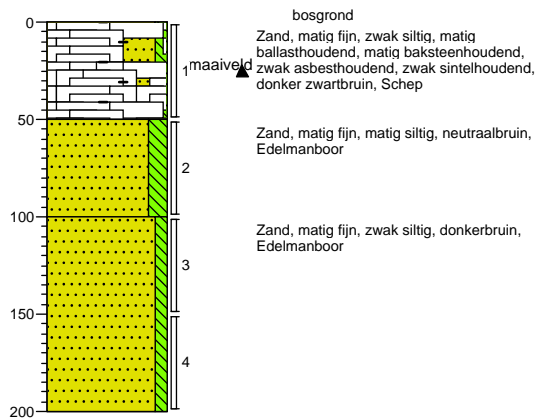 bosgrond
0
1
maaiveld
Zand, matig fijn, zwak siltig, matig
ballasthoudend, matig baksteenhoudend,
zwak asbesthoudend, zwak sintelhoudend,
donker zwartbruin, Schep
50
Zand, matig fijn, matig siltig, neutraalbruin,
Edelmanboor
2
100
Zand, matig fijn, zwak siltig, donkerbruin,
Edelmanboor
3
150
4
200